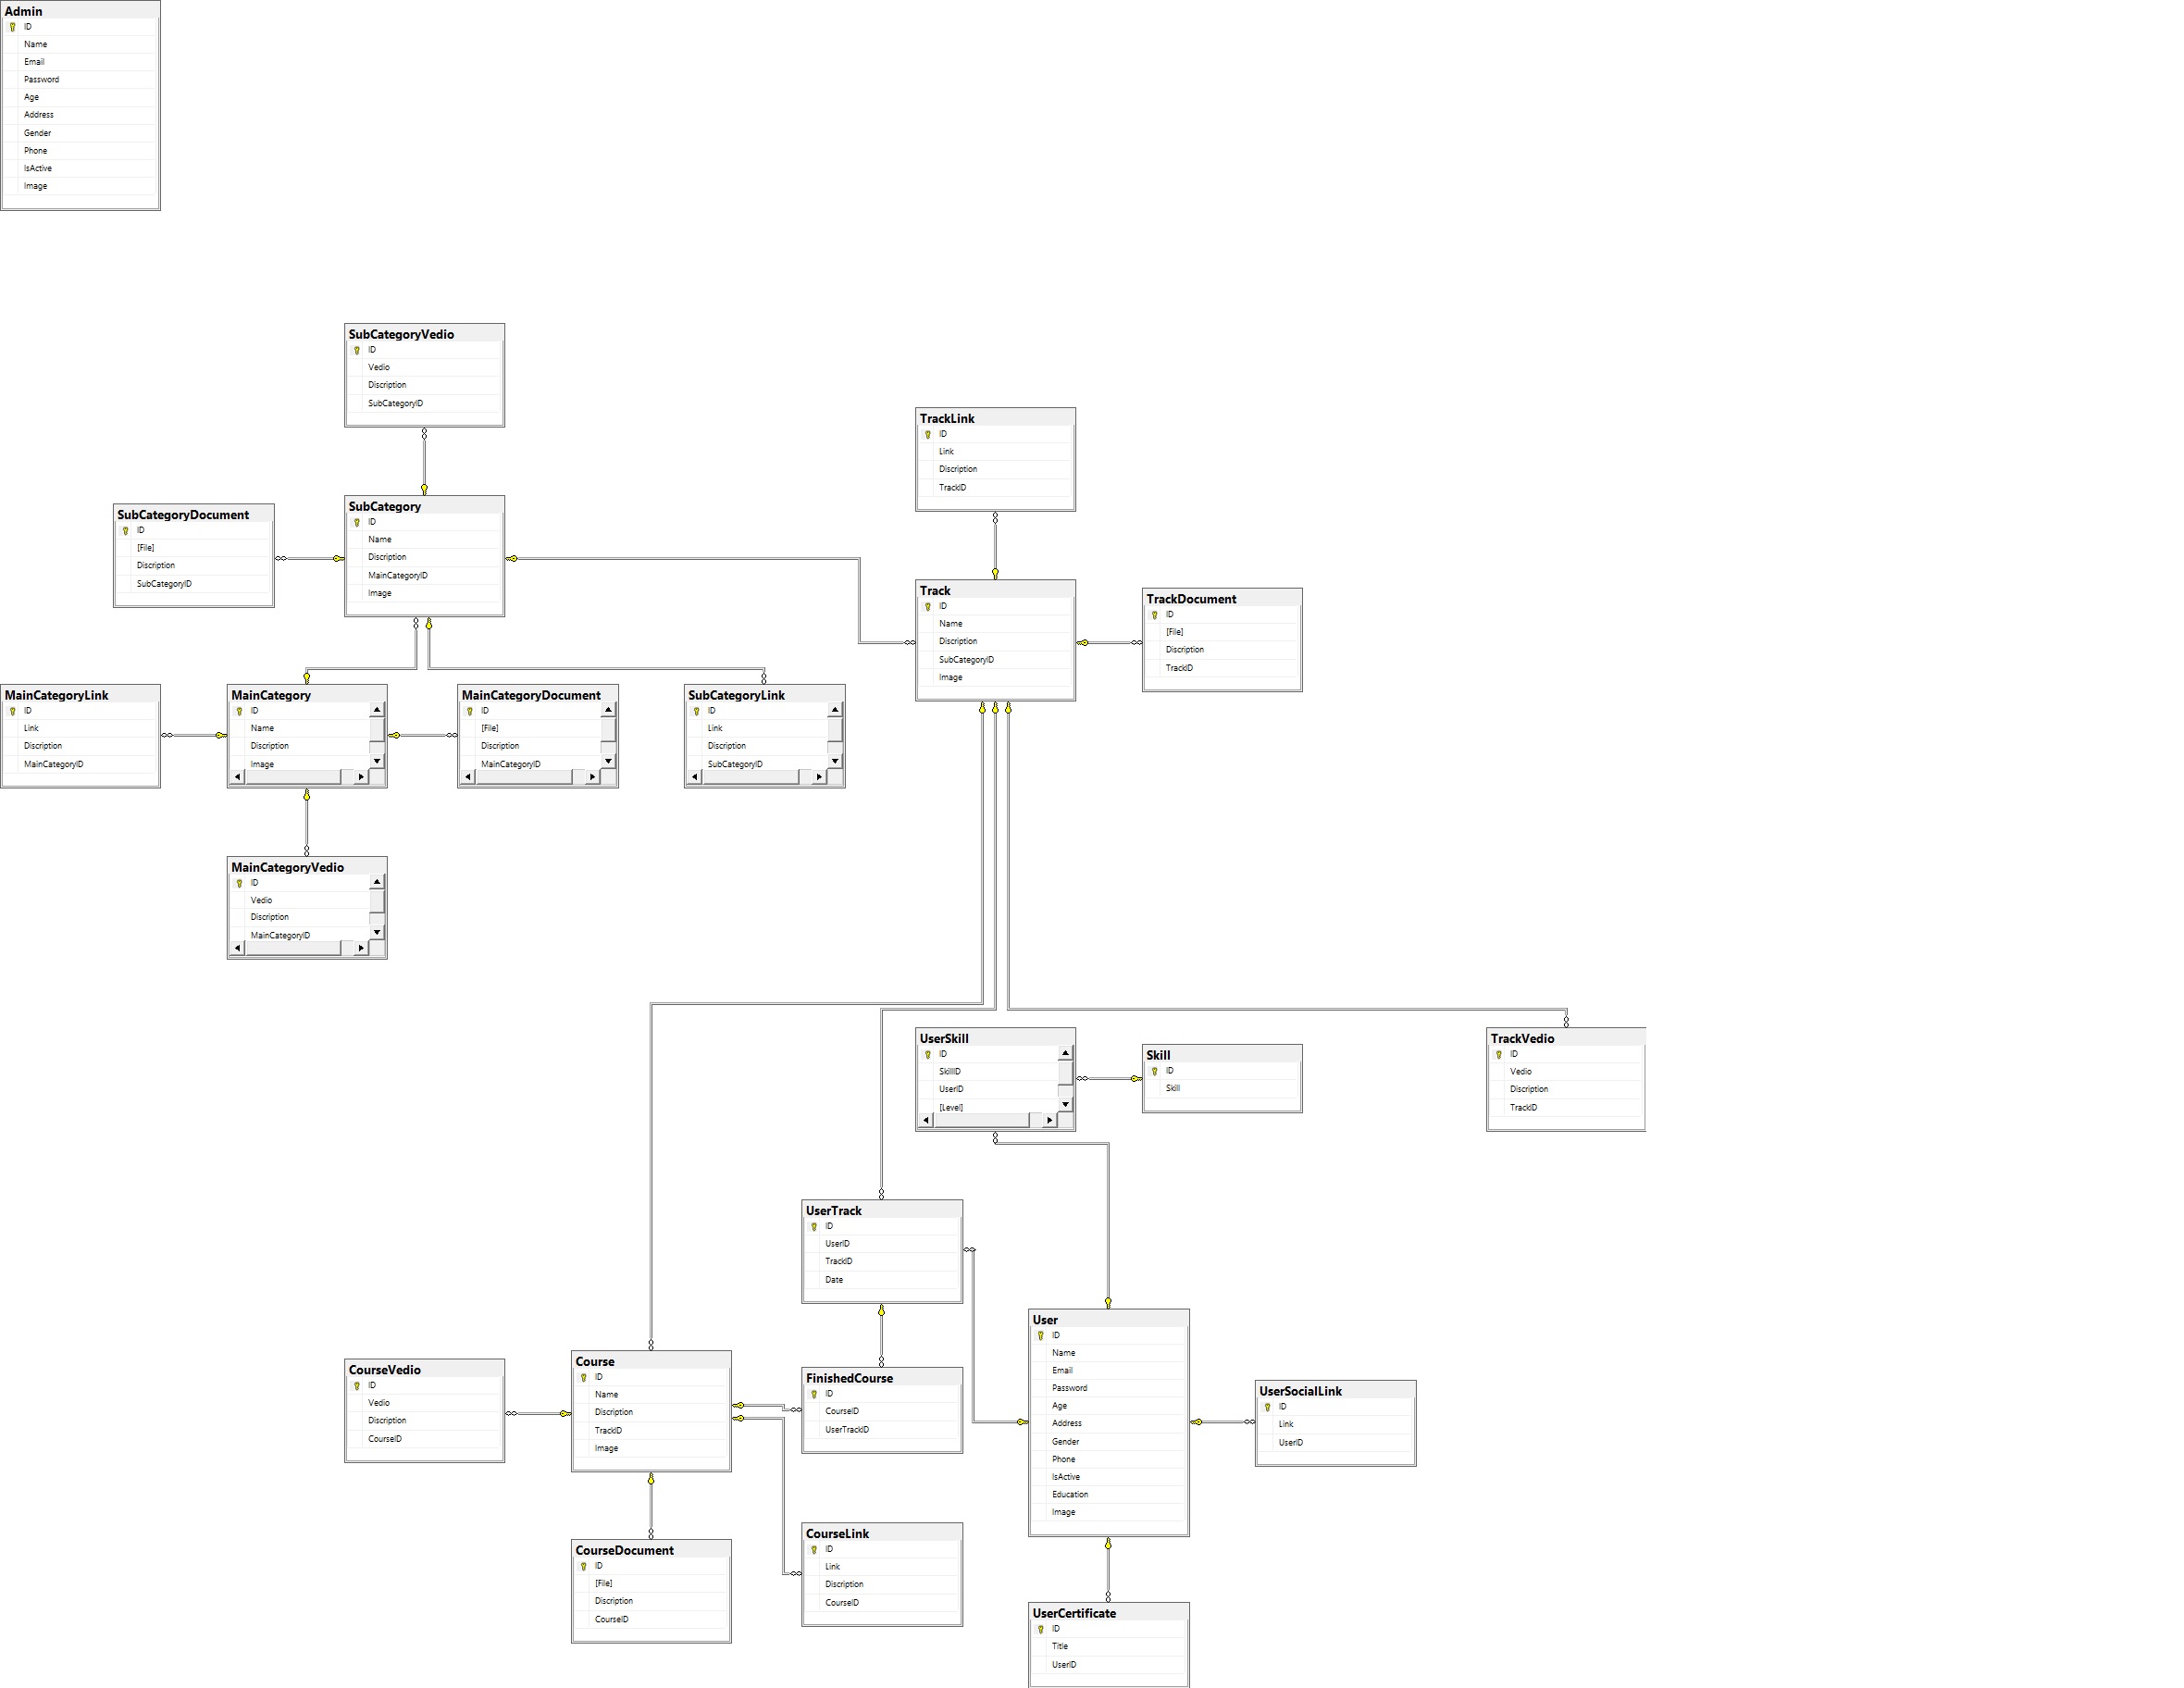 Admin
ID
Name
Email
Password
Age
Address
Gender
Phone
IsActive
Image
SubCategoryVedio
ID
Vedio
Discription
SubCategoryID
TrackLink
ID
Link
Discription
TrackID
SubCategoryDocument
ID
[File]
Discription
SubCategoryID
SubCategory
ID
Name
Discription
MainCategoryID
Image
Track
ID
Name
Discription
SubCategoryID
Image
TrackDocument
ID
[File]
Discription
TrackID
MainCategoryLink
ID
Link
Discription
MainCategoryID
MainCategory
ID
Name
Discription
Image
MainCategoryDocument
ID
[File]
Discription
MainCategoryID
SubCategoryLink
ID
Link
Discription
SubCategoryID
MainCategoryVedio
ID
Vedio
Discription
MainCategoryID
UserSkill
ID
SkillID
UserID
[Level]
Skill
ID
Skill
TrackVedio
ID
Vedio
Discription
TrackID
UserTrack
ID
UserID
TrackID
Date
User
ID
Name
Email
Password
Age
Address
Gender
Phone
IsActive
Education
Image
CourseVedio
ID
Vedio
Discription
CourseID
Course
ID
Name
Discription
TrackID
Image
FinishedCourse
ID
CourseID
UserTrackID
UserSocialLink
ID
Link
UserID
CourseDocument
ID
[File]
Discription
CourseID
CourseLink
ID
Link
Discription
CourseID
UserCertificate
ID
Title
UserID